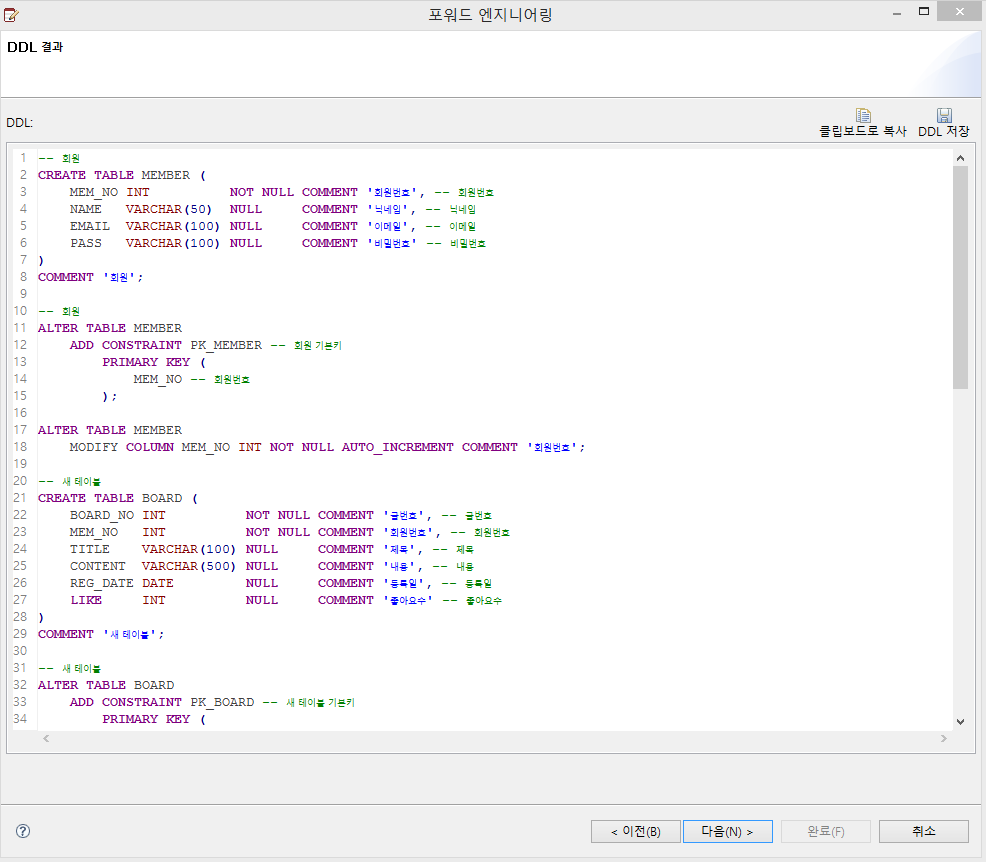 포워드 엔지니어링
DDL 결과
DDL:
클립보드로 복사
DDL 저장
1 -- 회원
2 CREATE TABLE MEMBER (
3 MEM_NO INT NOT NULL COMMENT '회원번호', -- 회원번호
4 NAME VARCHAR(50) NULL COMMENT '닉네임', -- 닉네임
5 EMAIL VARCHAR(100) NULL COMMENT '이메일', -- 이메일
6 PASS VARCHAR(100) NULL COMMENT '비밀번호' -- 비밀번호
7 )
8 COMMENT '회원';
9
10 -- 회원
11 ALTER TABLE MEMBER
12 ADD CONSTRAINT PK_MEMBER -- 회원 기본키
13 PRIMARY KEY (
14 MEM_NO -- 회원번호
15 );
16
17 ALTER TABLE MEMBER
18 MODIFY COLUMN MEM_NO INT NOT NULL AUTO_INCREMENT COMMENT '회원번호';
19
20 -- 새 테이블
21 CREATE TABLE BOARD (
22 BOARD_NO INT NOT NULL COMMENT '글번호', -- 글번호
23 MEM_NO INT NOT NULL COMMENT '회원번호', -- 회원번호
24 TITLE VARCHAR(100) NULL COMMENT '제목', -- 제목
25 CONTENT VARCHAR(500) NULL COMMENT '내용', -- 내용
26 REG_DATE DATE NULL COMMENT '등록일', -- 등록일
27 LIKE INT NULL COMMENT '좋아요수' -- 좋아요수
28 )
29 COMMENT '새 테이블';
30
31 -- 새 테이블
32 ALTER TABLE BOARD
33 ADD CONSTRAINT PK_BOARD -- 새 테이블 기본키
34 PRIMARY KEY (
< 이전(B)
다음(N) >
완료(F)
취소